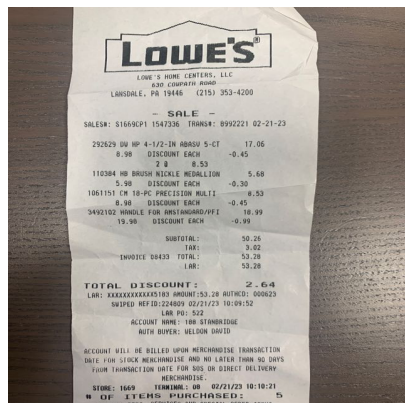 LOWE'S®
LOWE'S HOME CENTERS, LLC
630 COWPATH ROAD
LANSDALE, PA 19446 (215) 353-4200
- SALE -
SALES#: S1669CP1 1547336 TRANS#: 8992221 02-21-23
292629 DW HP 4-1/2-IN ABASV 5-CT 17.06
8.98 DISCOUNT EACH -0.45
2 @ 8.53
110384 HB BRUSH NICKLE MEDALLION 5.68
5.98 DISCOUNT EACH -0.30
1061151 CM 18-PC PRECISION MULTI 8.53
8.98 DISCOUNT EACH -0.45
3492102 HANDLE FOR AMSTANDARD/PFI 18.99
19.98 DISCOUNT EACH -0.99
SUBTOTAL: 50.26
TAX: 3.02
INVOICE 08433 TOTAL: 53.28
LAR: 53.28
TOTAL DISCOUNT: 2.64
LAR: XXXXXXXXXXXX5103 AMOUNT:53.28 AUTHCD: 000623
SWIPED REFID:224809 02/21/23 10:09:52
LAR PO: 522
ACCOUNT NAME: 100 STANBRIDGE
AUTH BUYER: WELDON DAVID
ACCOUNT WILL BE BILLED UPON MERCHANDISE TRANSACTION
DATE FOR STOCK MERCHANDISE AND NO LATER THAN 90 DAYS
FROM TRANSACTION DATE FOR SOS OR DIRECT DELIVERY
MERCHANDISE.
STORE: 1669 TERMINAL: 08 02/21/23 10:10:21
# OF ITEMS PURCHASED: 5